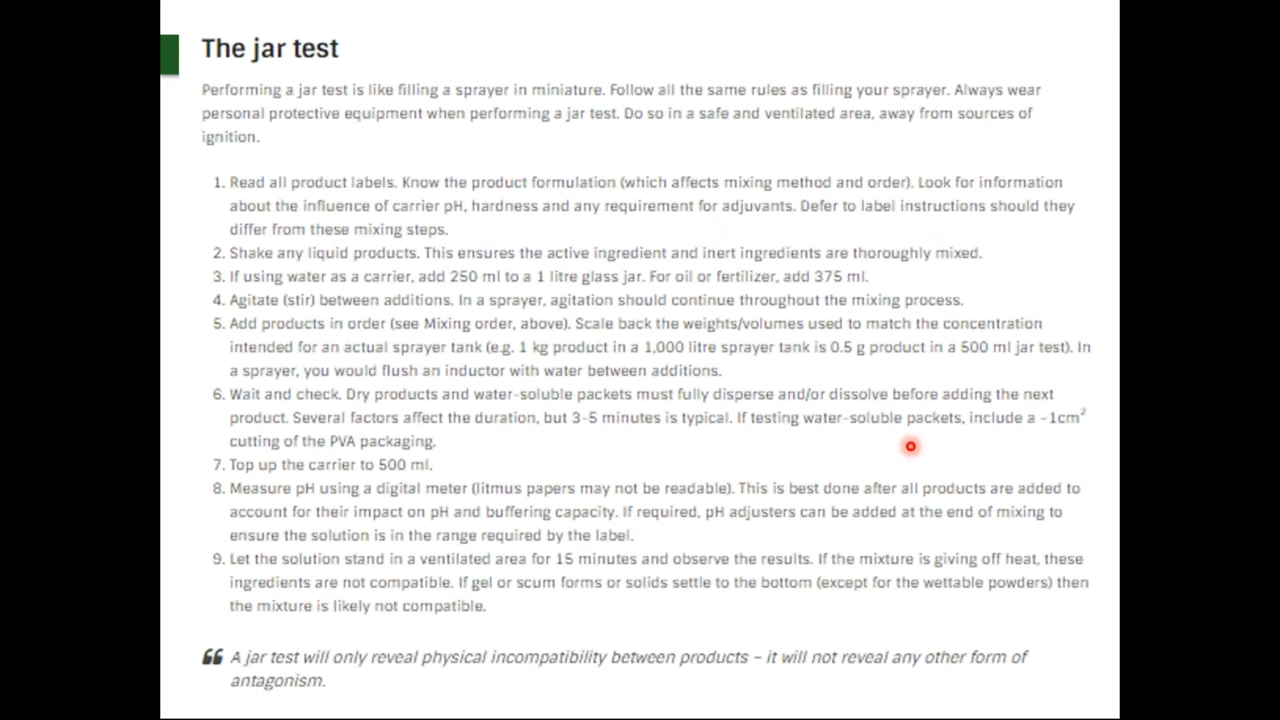 The jar test
Performing a jar test is like filling a sprayer in miniature. Follow all the same rules as filling your sprayer. Always wear
personal protective equipment when performing a jar test. Do so in a safe and ventilated area, away from sources of
ignition.
1. Read all product labels. Know the product formulation (which affects mixing method and order). Look for information
about the influence of carrier pH, hardness and any requirement for adjuvants. Defer to label instructions should they
differ from these mixing steps.
2. Shake any liquid products. This ensures the active ingredient and inert ingredients are thoroughly mixed.
3. If using water as a carrier, add 250 ml to a 1 litre glass jar. For oil or fertilizer, add 375 ml.
4. Agitate (stir) between additions. In a sprayer, agitation should continue throughout the mixing process.
5. Add products in order (see Mixing order, above). Scale back the weights/volumes used to match the concentration
intended for an actual sprayer tank (e.g. 1 kg product in a 1,000 litre sprayer tank is 0.5 g product in a 500 ml jar test). In
a sprayer, you would flush an inductor with water between additions.
6. Wait and check. Dry products and water-soluble packets must fully disperse and/or dissolve before adding the next
product. Several factors affect the duration, but 3-5 minutes is typical. If testing water-soluble packets, include a ~1cm²
cutting of the PVA packaging.
7. Top up the carrier to 500 ml.
8. Measure pH using a digital meter (litmus papers may not be readable). This is best done after all products are added to
account for their impact on pH and buffering capacity. If required, pH adjusters can be added at the end of mixing to
ensure the solution is in the range required by the label.
9. Let the solution stand in a ventilated area for 15 minutes and observe the results. If the mixture is giving off heat, these
ingredients are not compatible. If gel or scum forms or solids settle to the bottom (except for the wettable powders) then
the mixture is likely not compatible.
❝ A jar test will only reveal physical incompatibility between products – it will not reveal any other form of
antagonism.